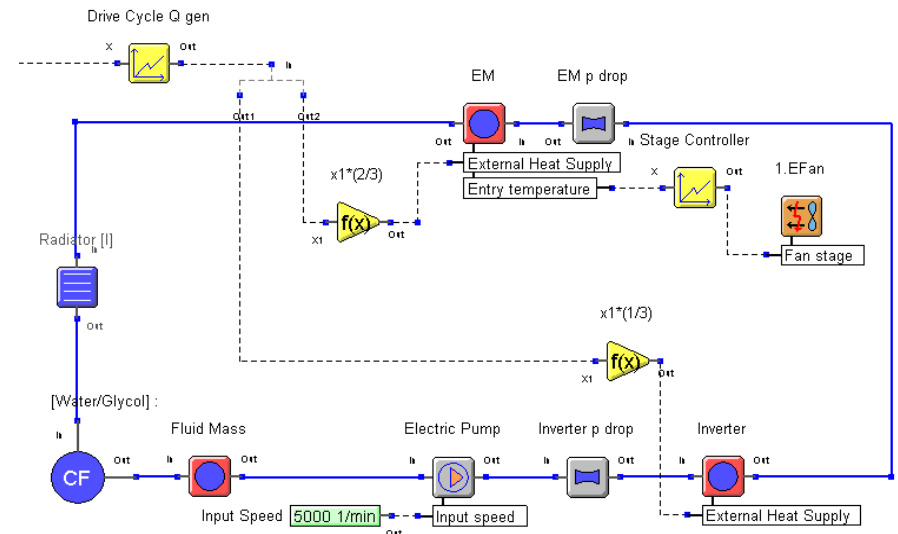 Drive Cycle Q gen
X
Out
In
EM
EM p drop
Out1
Out2
Out
In
Out
In
Stage Controller
x1*(2/3)
External Heat Supply
Entry temperature
X
Out
1.EFan
X1
f(x)
Out
Fan stage
Radiator [I]
In
Out
x1*(1/3)
X1
f(x)
Out
[Water/Glycol] :
In
Fluid Mass
Electric Pump
Inverter p drop
Inverter
CF
Out
In
Out
In
Out
In
Out
In
Out
Input Speed
5000 1/min
Out
Input speed
External Heat Supply